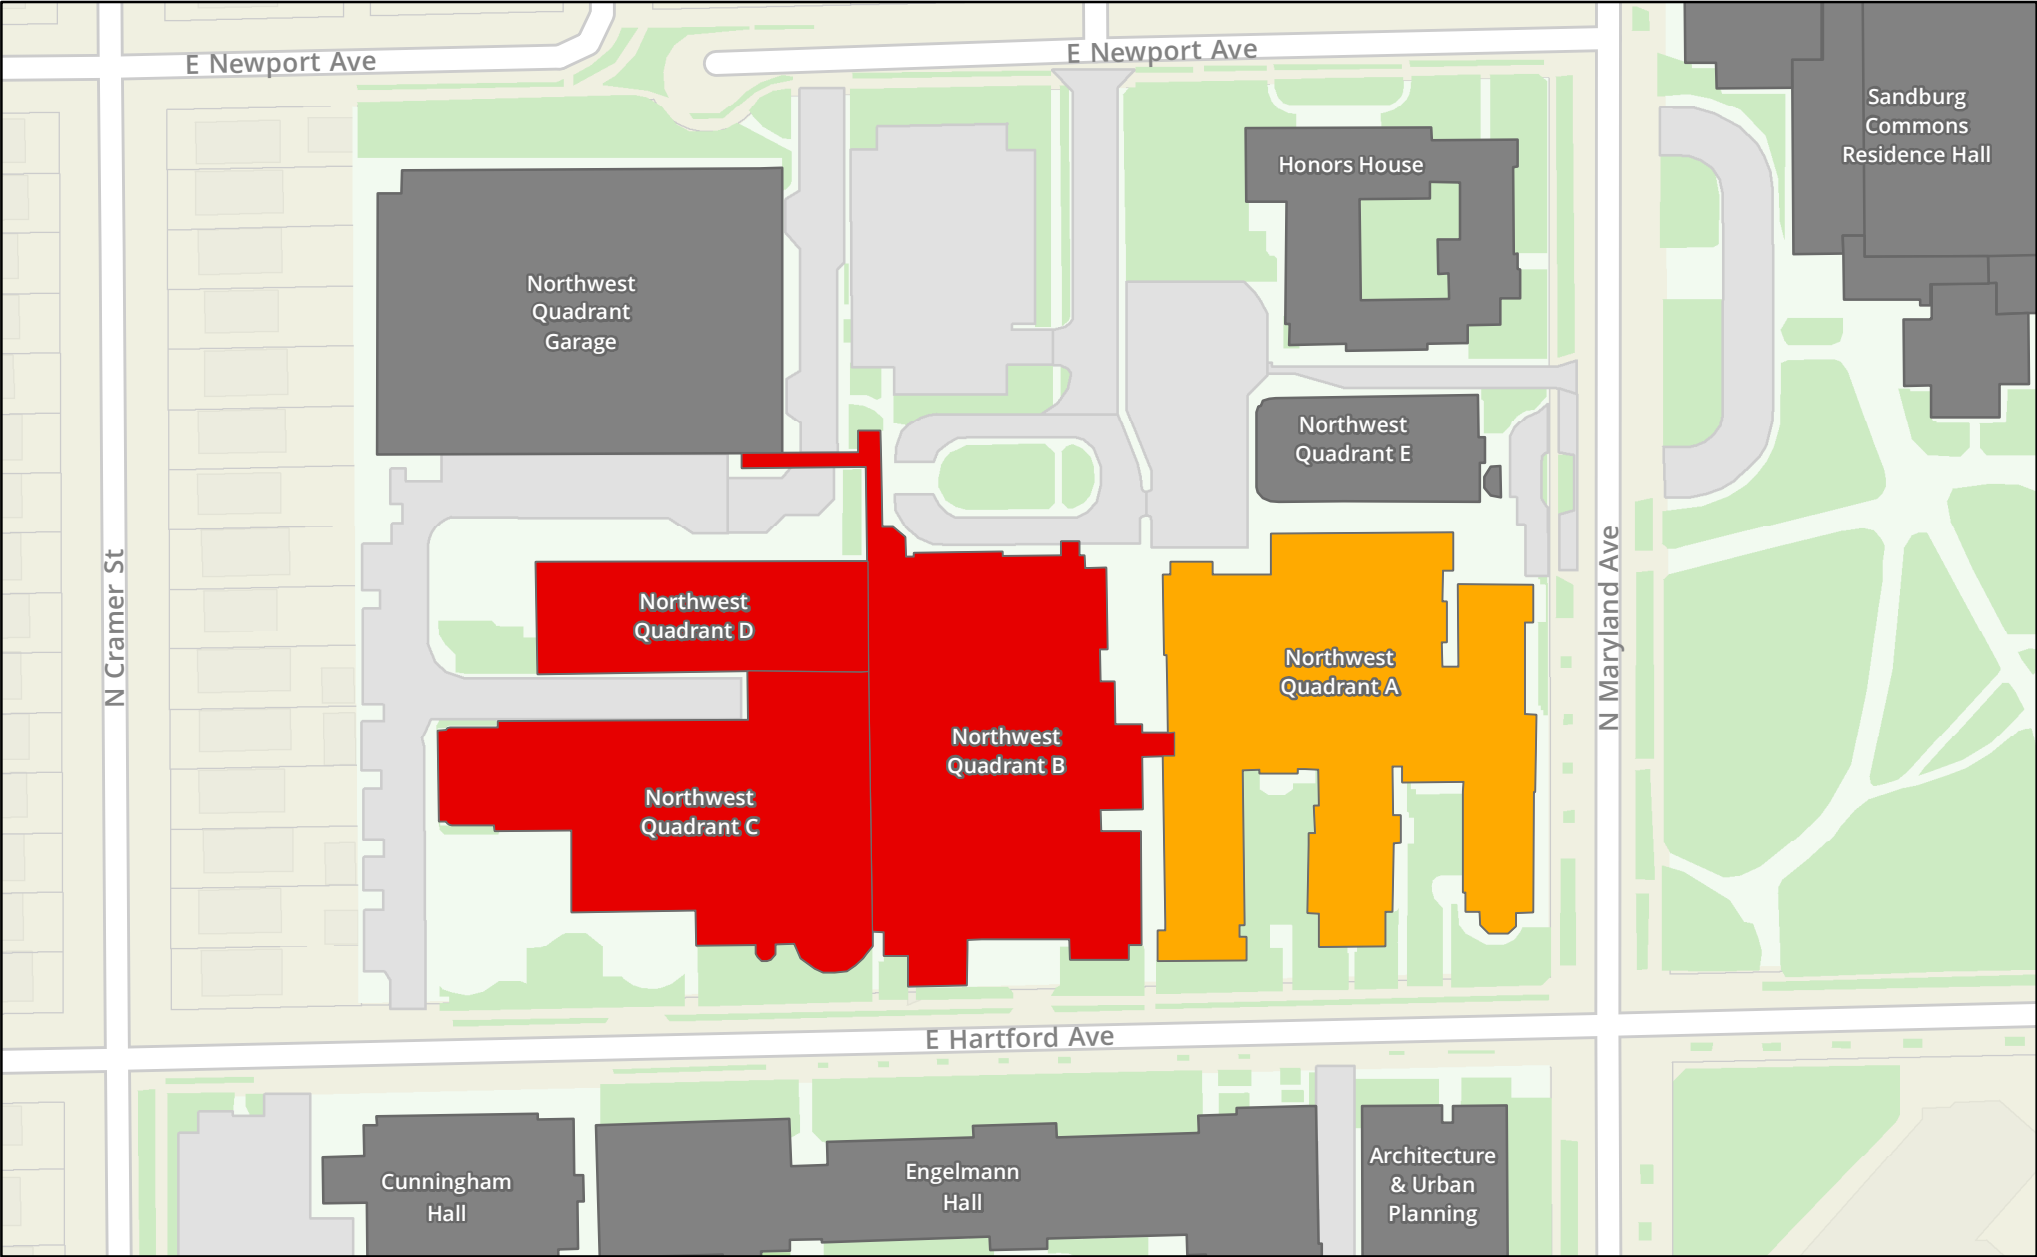 E Newport Ave
E Newport Ave
Sandburg
Commons
Residence Hall
Honors House
Northwest
Quadrant
Garage
Northwest
Quadrant E
Northwest
Quadrant D
N Cramer St
N Maryland Ave
Northwest
Quadrant A
Northwest
Quadrant B
Northwest
Quadrant C
E Hartford Ave
Cunningham
Hall
Engelmann
Hall
Architecture
& Urban
Planning